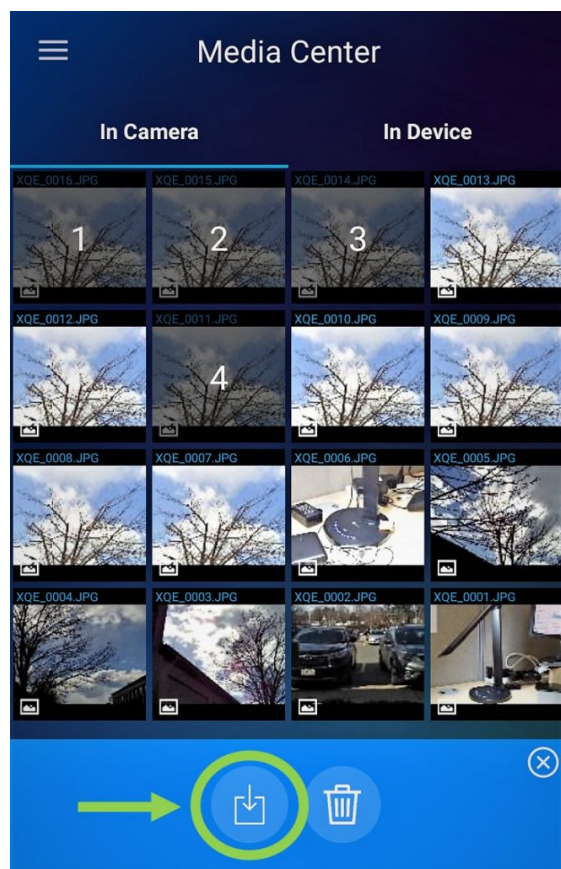 Media Center
In Camera In Device
XQE_0016.JPG XQE_0015.JPG XQE_0014.JPG XQE_0013.JPG
1 2 3
XQE_0012.JPG XQE_0011.JPG XQE_0010.JPG XQE_0009.JPG
4
XQE_0008.JPG XQE_0007.JPG XQE_0006.JPG XQE_0005.JPG
XQE_0004.JPG XQE_0003.JPG XQE_0002.JPG XQE_0001.JPG